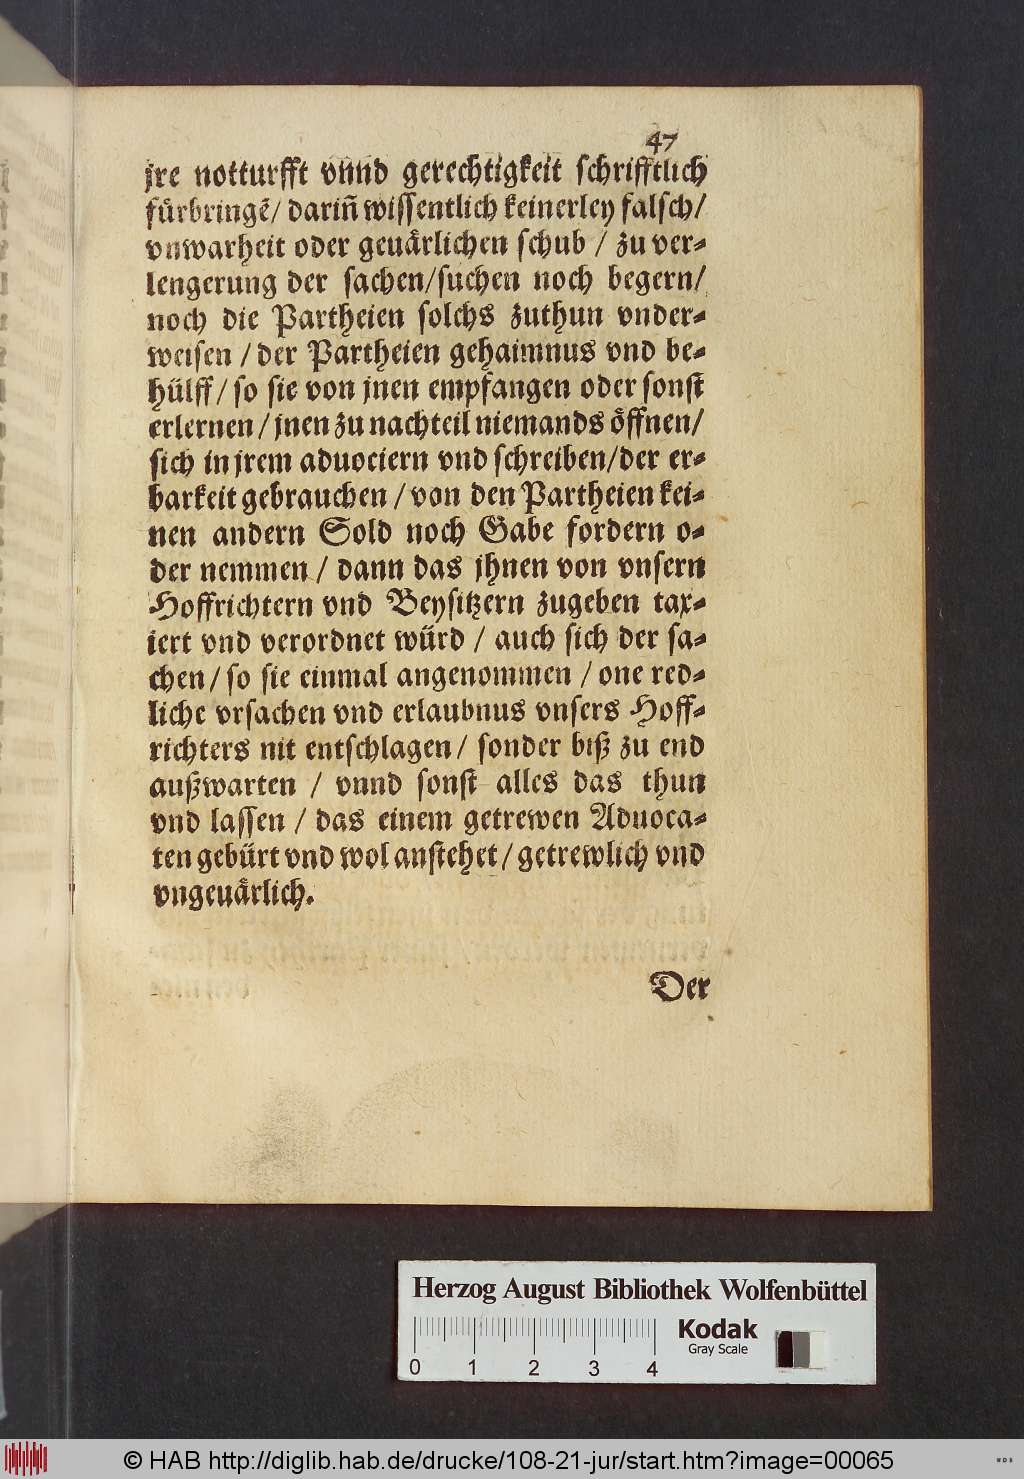 47
jre notturfft vnnd gerechtigkeit schrifftlich
fürbringẽ/ darin̄ wissentlich keinerley falsch/
vnwarheit oder geuårlichen schub / zu ver-
lengerung der sachen/suchen noch begern/
noch die Partheien solchs zuthun vnder-
weisen / der Partheien gehaimnus vnd be-
hülff/ so sie von jnen empfangen oder sonst
erlernen / jnen zu nachteil niemands öffnen/
sich in jrem aduociern vnd schreiben/der er-
barkeit gebrauchen / von den Partheien kei-
nen andern Sold noch Gabe fordern o-
der nemmen / dann das jhnen von vnsern
Hoffrichtern vnd Beysitzern zugeben tax-
iert vnd verordnet würd / auch sich der sa-
chen / so sie einmal angenommen / one red-
liche vrsachen vnd erlaubnus vnsers Hoff-
richters nit entschlagen / sonder biß zu end
außwarten / vnnd sonst alles das thun
vnd lassen / das einem getrewen Aduoca-
ten gebürt vnd wol anstehet / getrewlich vnd
vngeuårlich.
Der
Herzog August Bibliothek Wolfenbüttel
Kodak
Gray Scale
0 1 2 3 4
© HAB http://diglib.hab.de/drucke/108-21-jur/start.htm?image=00065